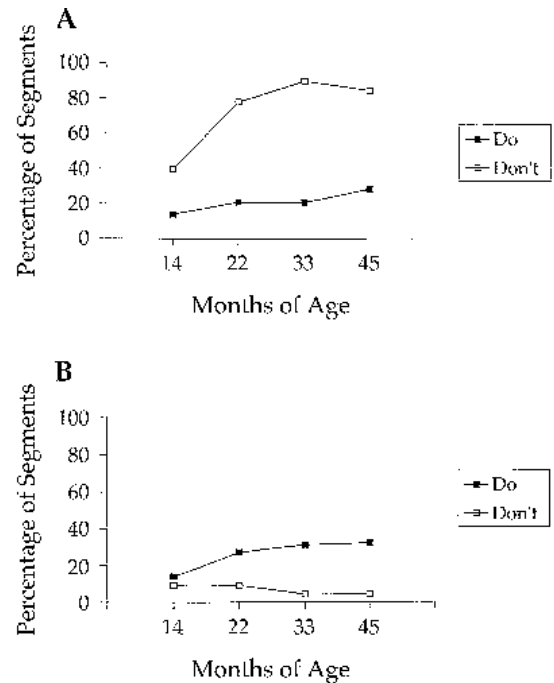 A
Percentage of Segments
100
80
60
40
20
0
14 22 33 45
Months of Age
Do
Don't
B
Percentage of Segments
100
80
60
40
20
0
14 22 33 45
Months of Age
Do
Don't